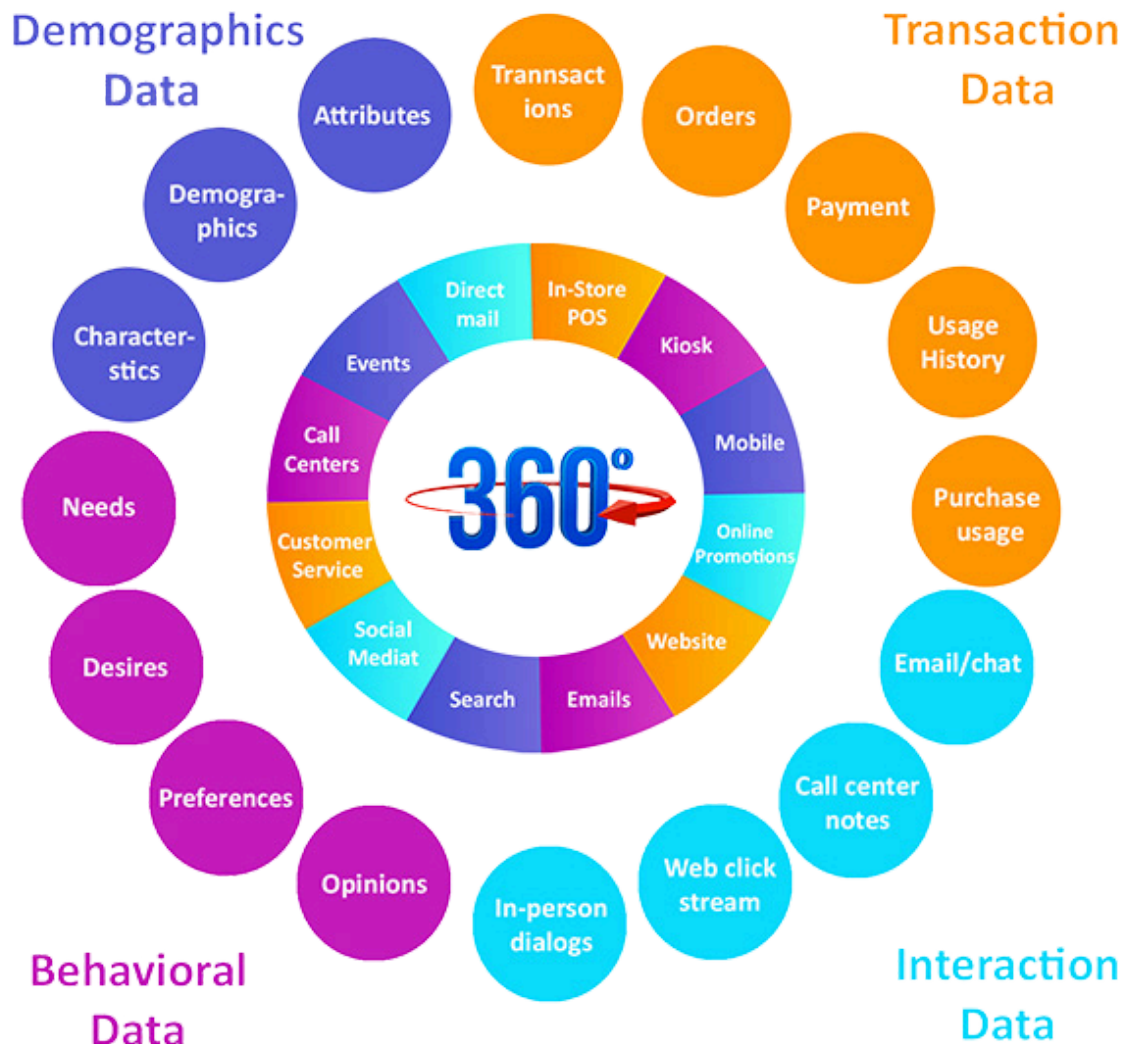 Demographics
Data
Transaction
Data
Attributes
Trannsact
ions
Orders
Demogra-
phics
Payment
Character-
stics
Usage
History
Needs
Purchase
usage
Desires
Email/chat
Preferences
Call center
notes
Opinions
Web click
stream
In-person
dialogs
Direct
mail
In-Store
POS
Kiosk
Mobile
Online
Promotions
Website
Emails
Search
Social
Mediat
Customer
Service
Call
Centers
Events
360°
Behavioral
Data
Interaction
Data